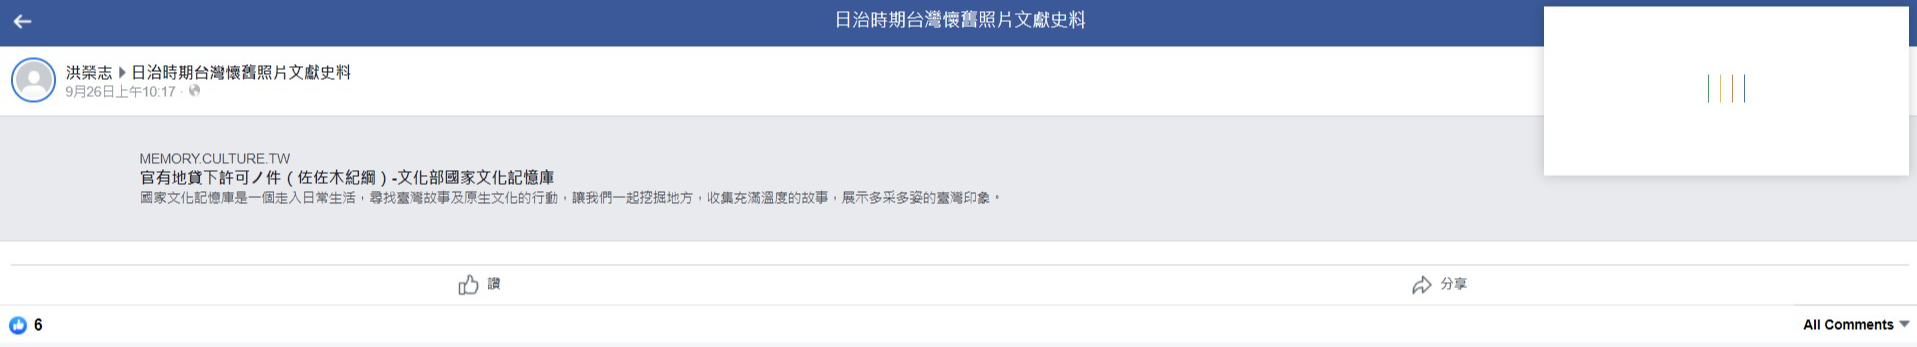 日治時期台灣懷舊照片文獻史料
洪榮志 ▶ 日治時期台灣懷舊照片文獻史料
9月26日上午10:17 ·
MEMORY.CULTURE.TW
官有地貸下許可ノ件（佐佐木紀綱）-文化部國家文化記憶庫
國家文化記憶庫是一個走入日常生活，尋找臺灣故事及原生文化的行動，讓我們一起挖掘地方，收集充滿溫度的故事，展示多采多姿的臺灣印象。
讚
分享
6
All Comments